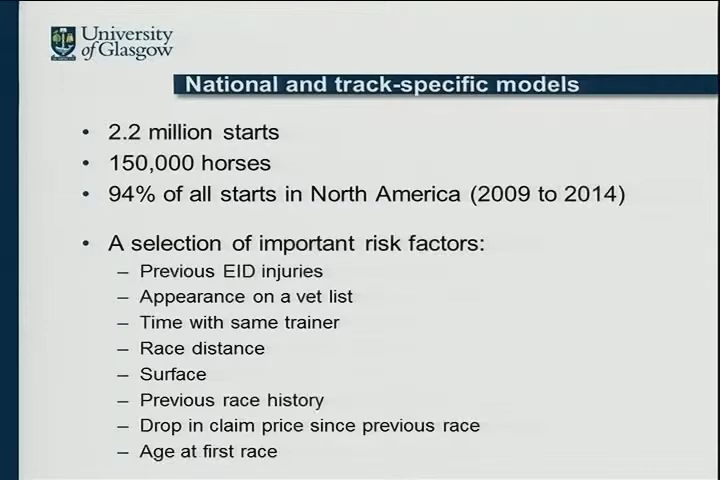 University
of Glasgow
National and track-specific models
• 2.2 million starts
• 150,000 horses
• 94% of all starts in North America (2009 to 2014)
• A selection of important risk factors:
– Previous EID injuries
– Appearance on a vet list
– Time with same trainer
– Race distance
– Surface
– Previous race history
– Drop in claim price since previous race
– Age at first race